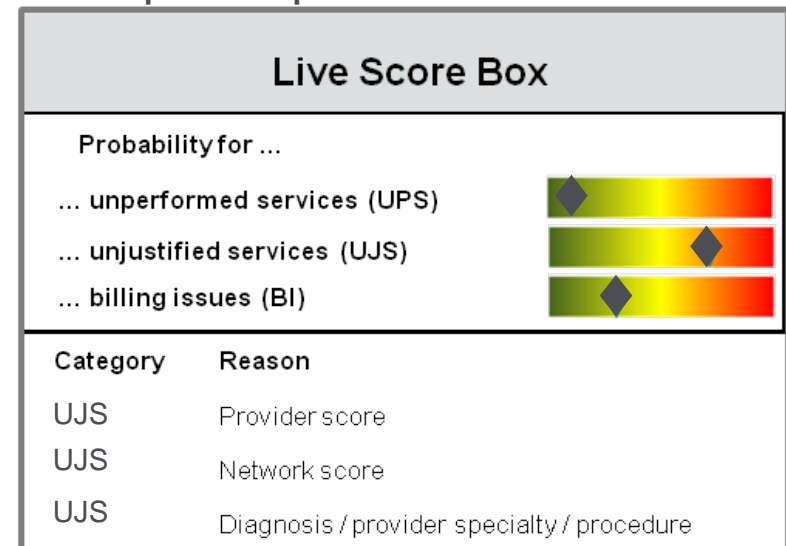 Live Score Box
Probability for ...
... unperformed services (UPS)
... unjustified services (UJS)
... billing issues (BI)
Category Reason
UJS Provider score
UJS Network score
UJS Diagnosis / provider specialty / procedure